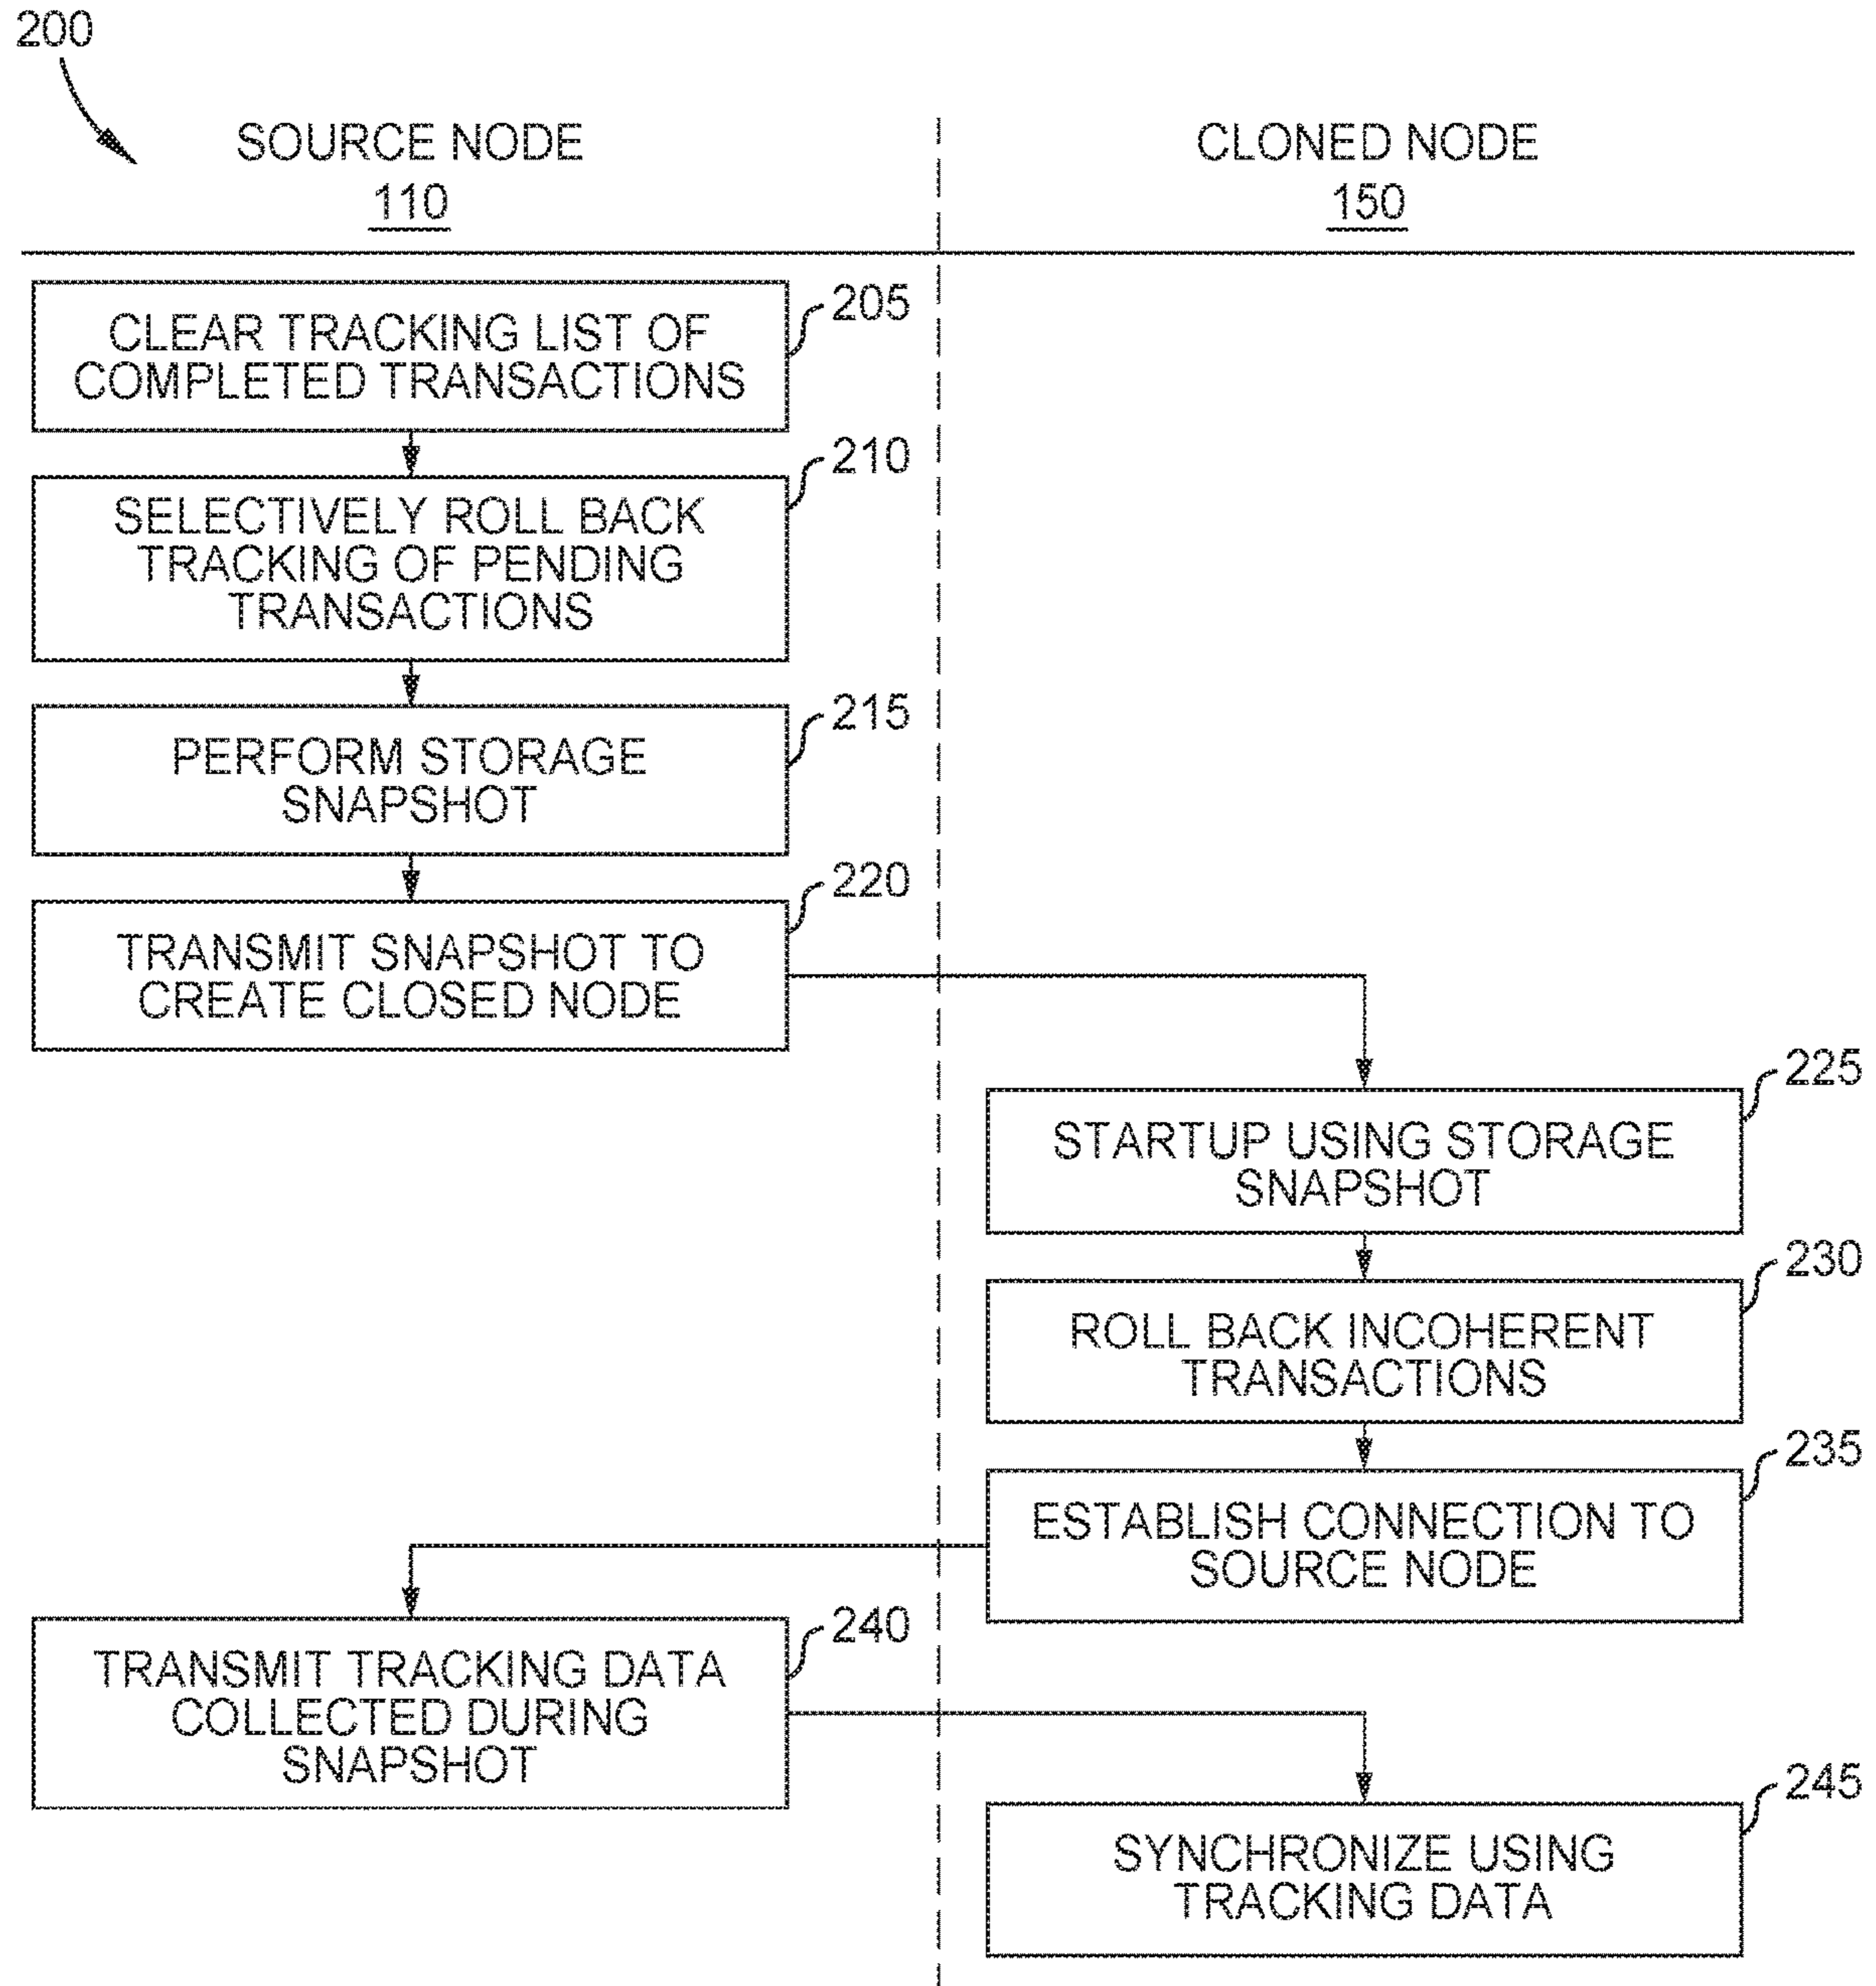 200
SOURCE NODE
110
CLONED NODE
150
CLEAR TRACKING LIST OF
COMPLETED TRANSACTIONS
205
SELECTIVELY ROLL BACK
TRACKING OF PENDING
TRANSACTIONS
210
PERFORM STORAGE
SNAPSHOT
215
TRANSMIT SNAPSHOT TO
CREATE CLOSED NODE
220
STARTUP USING STORAGE
SNAPSHOT
225
ROLL BACK INCOHERENT
TRANSACTIONS
230
ESTABLISH CONNECTION TO
SOURCE NODE
235
TRANSMIT TRACKING DATA
COLLECTED DURING
SNAPSHOT
240
SYNCHRONIZE USING
TRACKING DATA
245